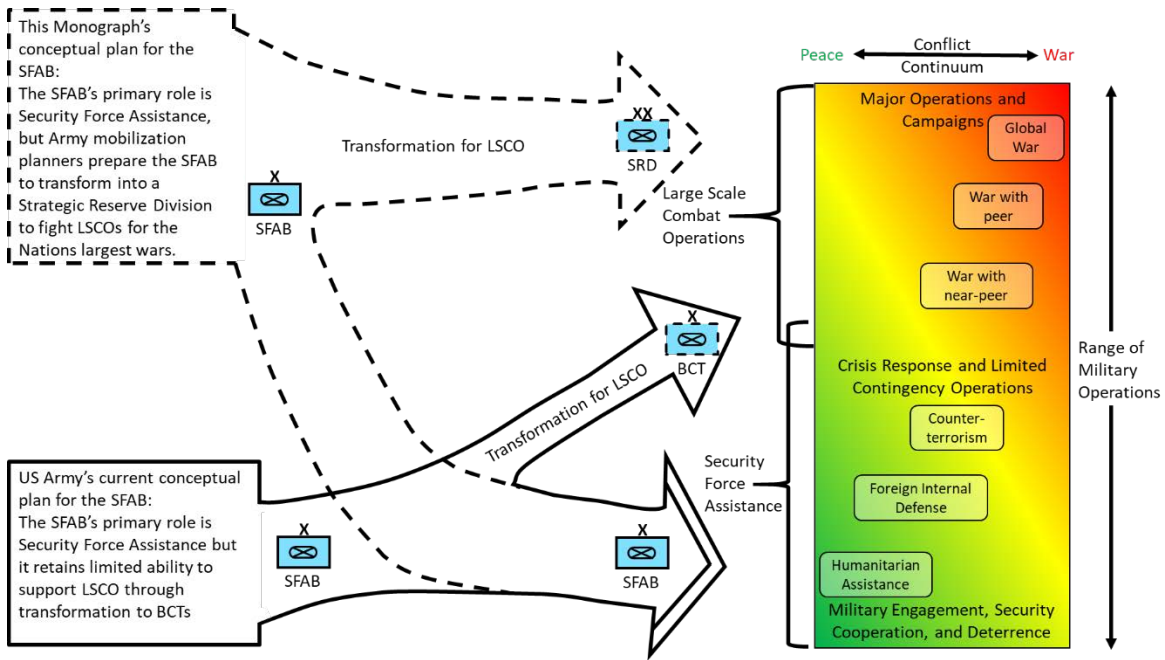 This Monograph's
conceptual plan for the
SFAB:
The SFAB's primary role is
Security Force Assistance,
but Army mobilization
planners prepare the SFAB
to transform into a
Strategic Reserve Division
to fight LSCOs for the
Nations largest wars.
X
SFAB
Transformation for LSCO
XX
SRD
Large Scale
Combat
Operations
X
BCT
Transformation for LSCO
US Army's current conceptual
plan for the SFAB:
The SFAB's primary role is
Security Force Assistance but
it retains limited ability to
support LSCO through
transformation to BCTs
X
SFAB
X
SFAB
Security
Force
Assistance
Peace
Conflict
Continuum
War
Major Operations and
Campaigns
Global
War
War with
peer
War with
near-peer
Crisis Response and Limited
Contingency Operations
Counter-
terrorism
Foreign Internal
Defense
Humanitarian
Assistance
Military Engagement, Security
Cooperation, and Deterrence
Range of
Military
Operations